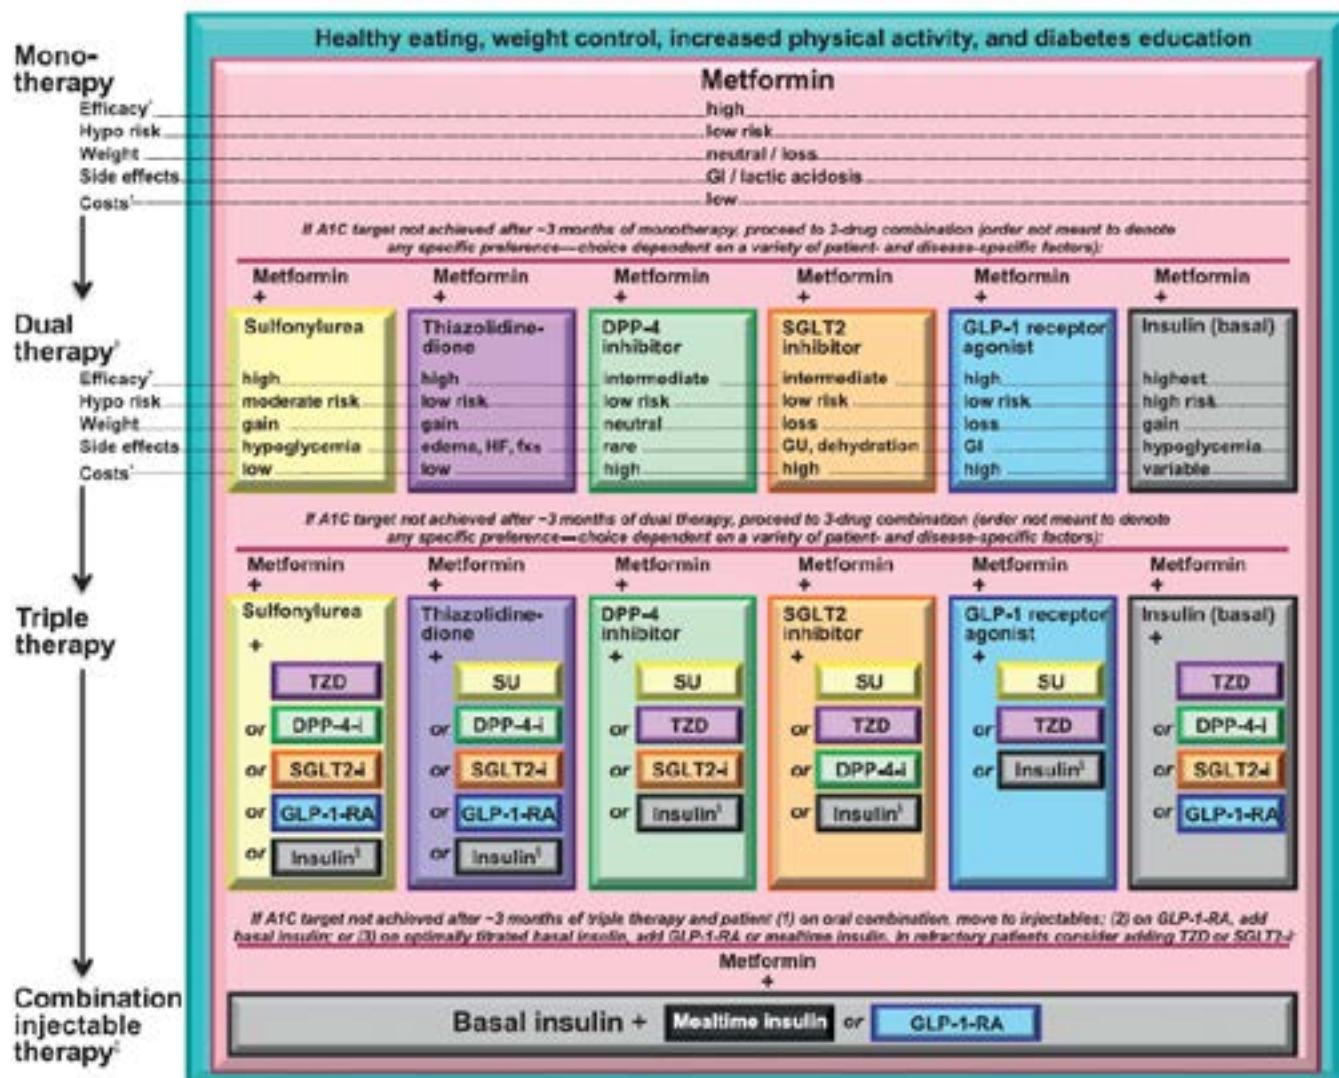 Healthy eating, weight control, increased physical activity, and diabetes education
Mono-
therapy
Metformin
Efficacy* high
Hypo risk low risk
Weight neutral / loss
Side effects GI / lactic acidosis
Costs* low
If A1C target not achieved after ~3 months of monotherapy, proceed to 2-drug combination (order not meant to denote
any specific preference—choice dependent on a variety of patient- and disease-specific factors):
Metformin Metformin Metformin Metformin Metformin Metformin
+ + + + + +
Dual
therapy†
Sulfonylurea
Thiazolidine-
dione
DPP-4
inhibitor
SGLT2
inhibitor
GLP-1 receptor
agonist
Insulin (basal)
Efficacy* high high intermediate intermediate high highest
Hypo risk moderate risk low risk low risk low risk low risk high risk
Weight gain gain neutral loss loss gain
Side effects hypoglycemia edema, HF, fxs rare GU, dehydration GI hypoglycemia
Costs* low low high high high variable
If A1C target not achieved after ~3 months of dual therapy, proceed to 3-drug combination (order not meant to denote
any specific preference—choice dependent on a variety of patient- and disease-specific factors):
Metformin Metformin Metformin Metformin Metformin Metformin
+ + + + + +
Triple
therapy
Sulfonylurea
+
TZD
or DPP-4-i
or SGLT2-i
or GLP-1-RA
or Insulin§
Thiazolidine-
dione
+
SU
or DPP-4-i
or SGLT2-i
or GLP-1-RA
or Insulin§
DPP-4
inhibitor
+
SU
or TZD
or SGLT2-i
or Insulin§
SGLT2
inhibitor
+
SU
or TZD
or DPP-4-i
or Insulin§
GLP-1 receptor
agonist
+
SU
or TZD
or Insulin§
Insulin (basal)
+
TZD
or DPP-4-i
or SGLT2-i
or GLP-1-RA
If A1C target not achieved after ~3 months of triple therapy and patient (1) on oral combination, move to injectables; (2) on GLP-1-RA, add
basal insulin; or (3) on optimally titrated basal insulin, add GLP-1-RA or mealtime insulin. In refractory patients consider adding TZD or SGLT2-i:
Metformin
+
Combination
injectable
therapy‡
Basal insulin + Mealtime insulin or GLP-1-RA